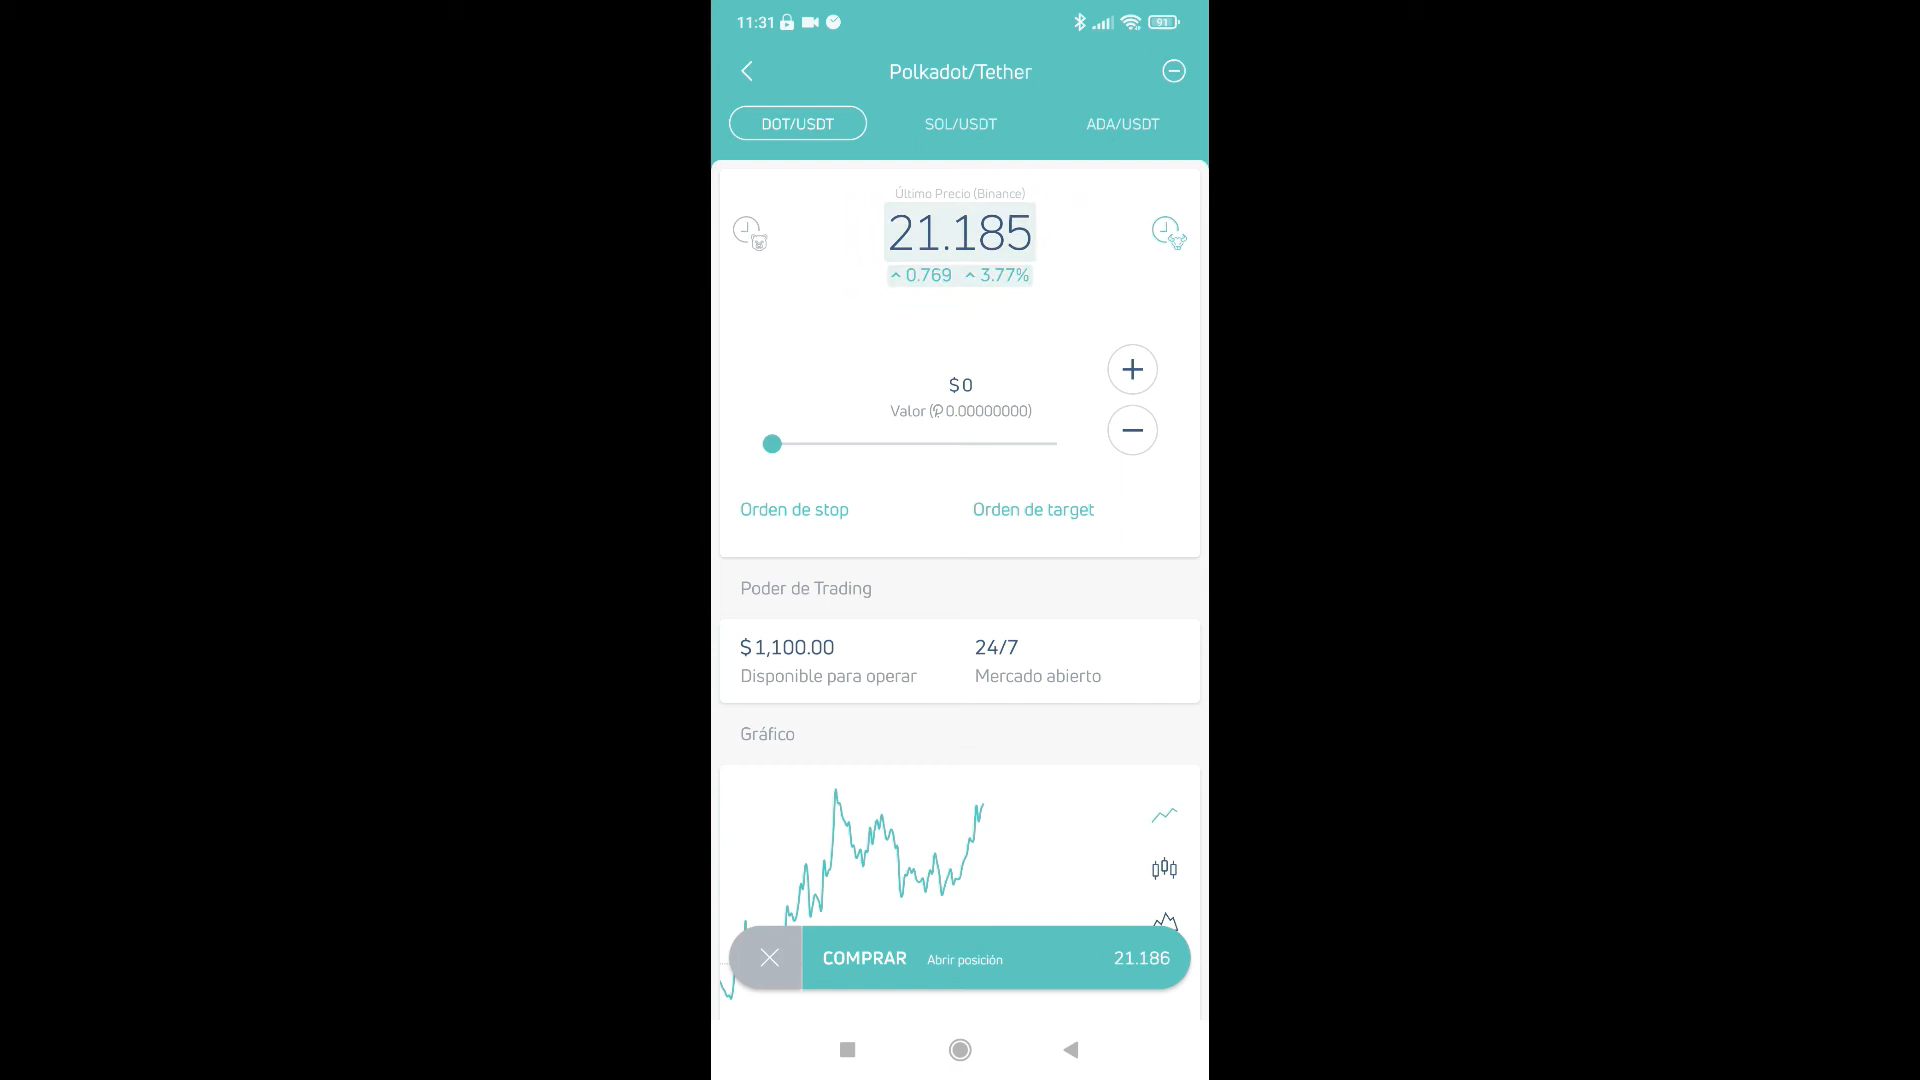 11:31
91
Polkadot/Tether
DOT/USDT SOL/USDT ADA/USDT
Último Precio (Binance)
21.185
0.769 3.77%
$0
Valor (0.00000000)
Orden de stop Orden de target
Poder de Trading
$1,100.00 24/7
Disponible para operar Mercado abierto
Gráfico
COMPRAR Abrir posición 21.186